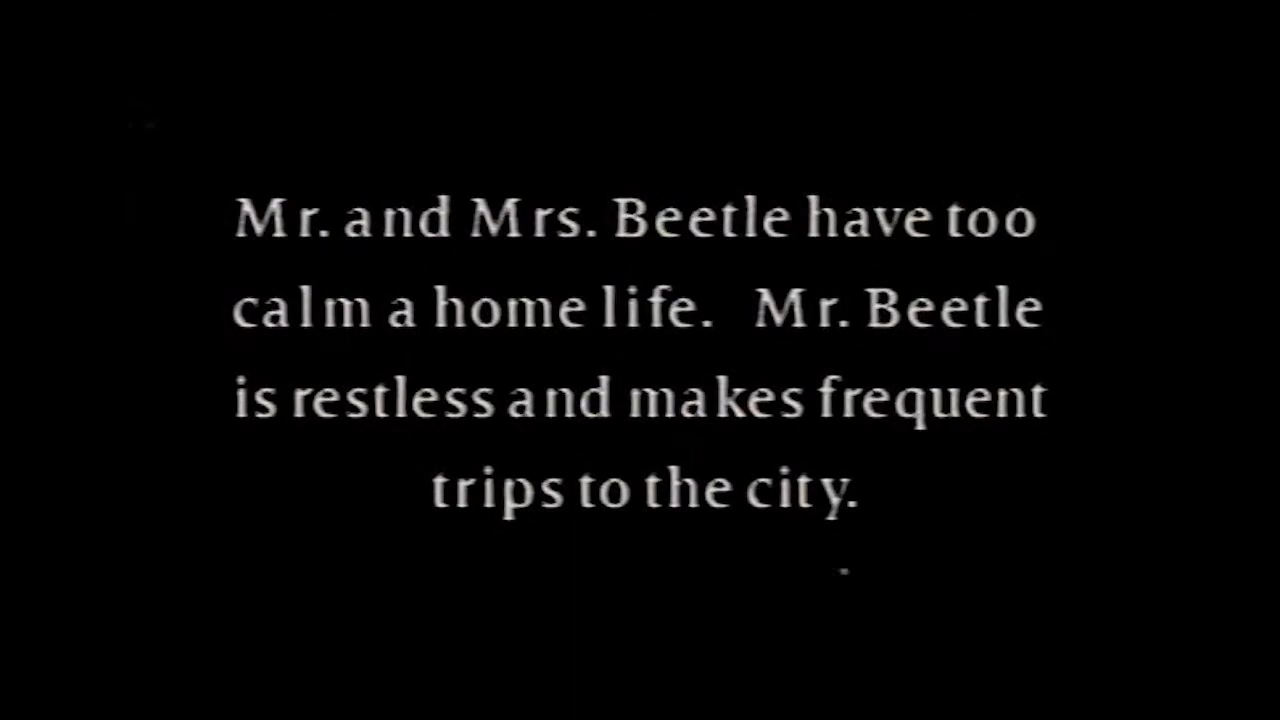 Mr. and Mrs. Beetle have too
calm a home life. Mr. Beetle
is restless and makes frequent
trips to the city.